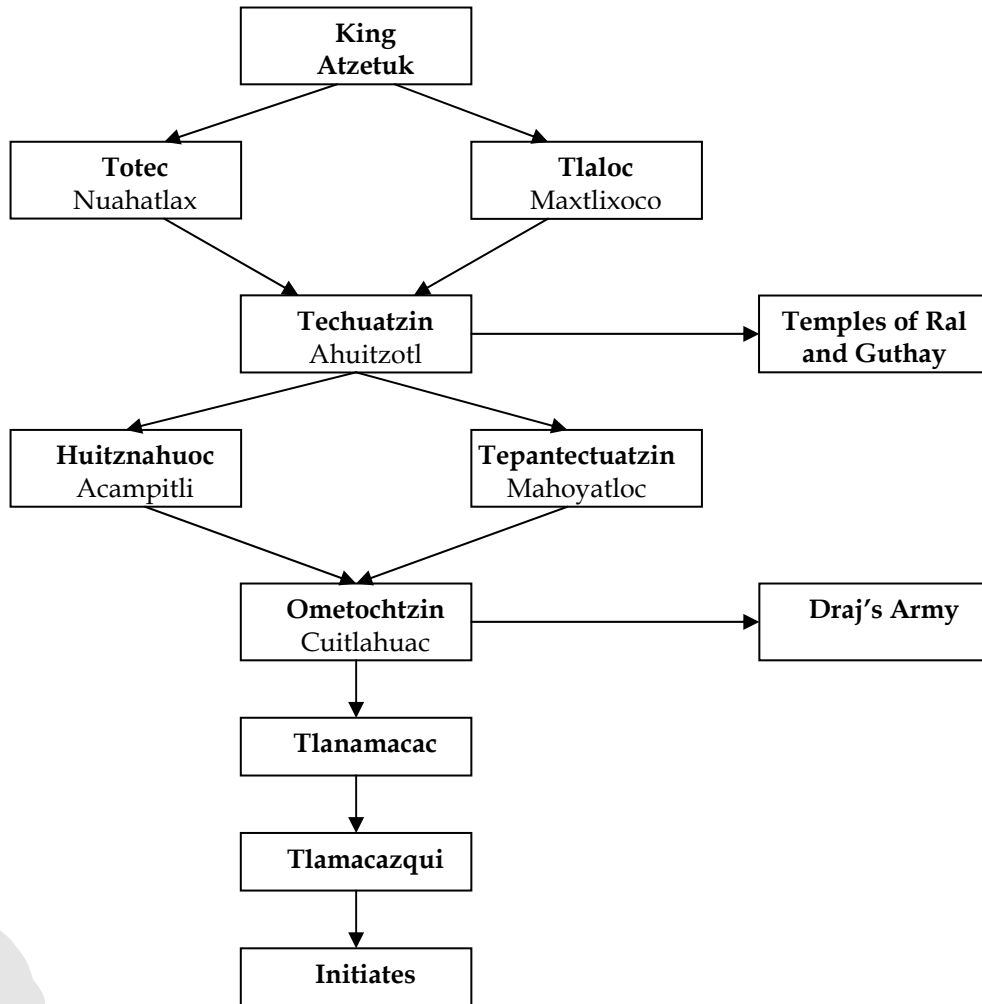 King
Atzetuk
Totec
Nuahatlax
Tlaloc
Maxtlixoco
Techuatzin
Ahuitzotl
Temples of Ral
and Guthay
Huitznahuoc
Acampitli
Tepantectuatzin
Mahoyatloc
Ometochtzin
Cuitlahuac
Draj’s Army
Tlanamacac
Tlamacazqui
Initiates